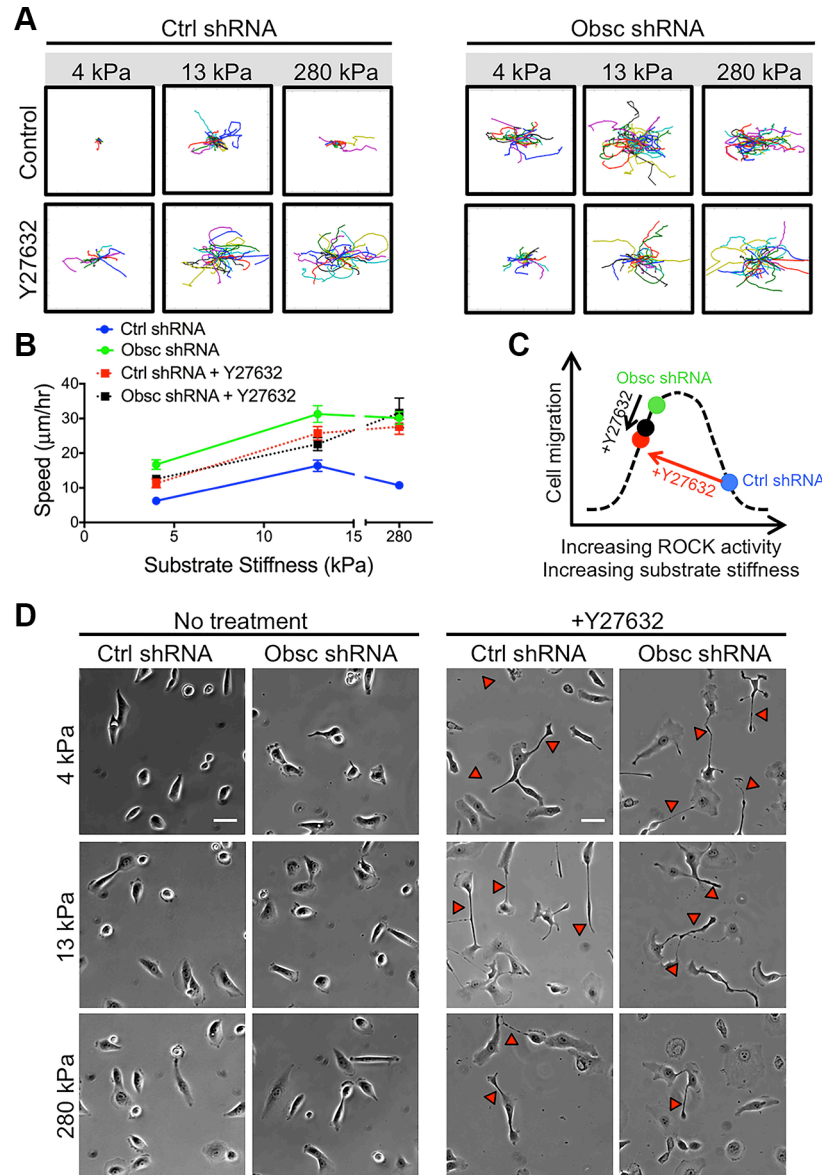 A
Ctrl shRNA
Obsc shRNA
4 kPa 13 kPa 280 kPa
4 kPa 13 kPa 280 kPa
Control
Y27632
B
Ctrl shRNA
Obsc shRNA
Ctrl shRNA + Y27632
Obsc shRNA + Y27632
Speed (μm/hr)
40
30
20
10
0
0 5 10 15 280
Substrate Stiffness (kPa)
C
Obsc shRNA
+Y27632
+Y27632
Ctrl shRNA
Cell migration
Increasing ROCK activity
Increasing substrate stiffness
D
No treatment
+Y27632
Ctrl shRNA Obsc shRNA
Ctrl shRNA Obsc shRNA
4 kPa
13 kPa
280 kPa